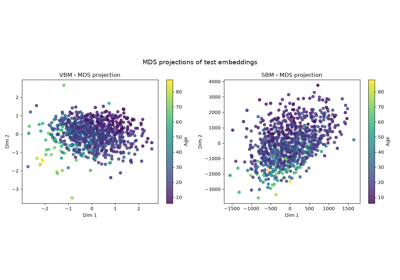 MDS projections of test embeddings
VBM - MDS projection
2
1
0
−1
−2
−3
Dim 2
−2 −1 0 1 2
Dim 1
80
70
60
50
40
30
20
10
Age
SBM - MDS projection
4000
3000
2000
1000
0
−1000
−2000
−3000
Dim 2
−1500 −1000 −500 0 500 1000 1500
Dim 1
80
70
60
50
40
30
20
10
Age